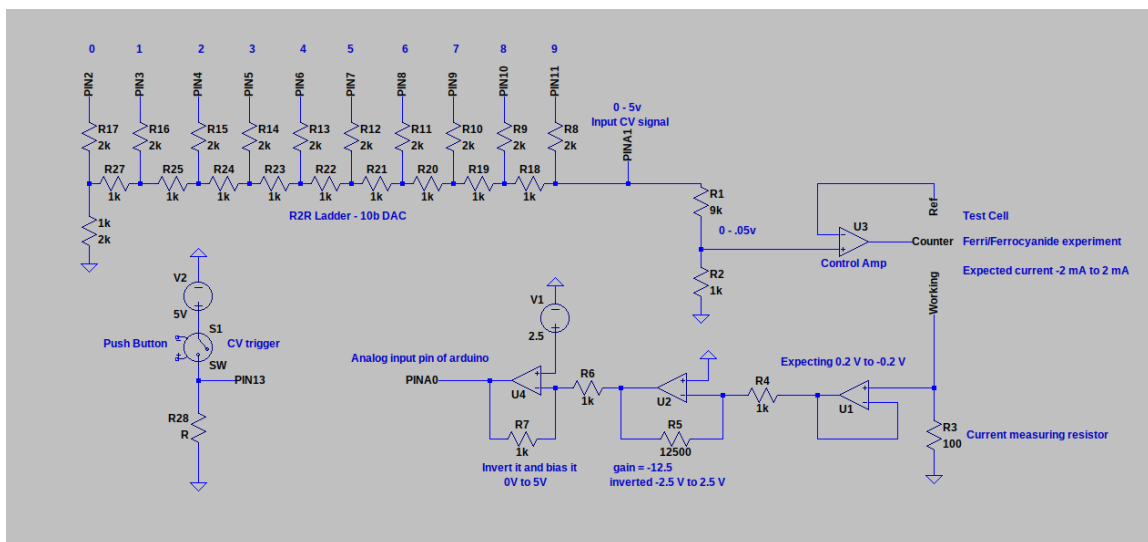 0 1 2 3 4 5 6 7 8 9
PIN2 PIN3 PIN4 PIN5 PIN6 PIN7 PIN8 PIN9 PIN10 PIN11
0 - 5v
Input CV signal
PINA1
R17 R16 R15 R14 R13 R12 R11 R10 R9 R8
2k 2k 2k 2k 2k 2k 2k 2k 2k 2k
R27 R25 R24 R23 R22 R21 R20 R19 R18
1k 1k 1k 1k 1k 1k 1k 1k 1k
R2R Ladder - 10b DAC
1k
2k
R1
9k
0 - .05v
R2
1k
U3
Control Amp
Ref
Counter
Working
Test Cell
Ferri/Ferrocyanide experiment
Expected current -2 mA to 2 mA
V2
5V
S1
SW
Push Button
CV trigger
PIN13
R28
R
V1
2.5
Analog input pin of arduino
PINA0
U4
R6
1k
R7
1k
Invert it and bias it
0V to 5V
U2
R5
12500
gain = -12.5
inverted -2.5 V to 2.5 V
R4
1k
Expecting 0.2 V to -0.2 V
U1
R3
100
Current measuring resistor